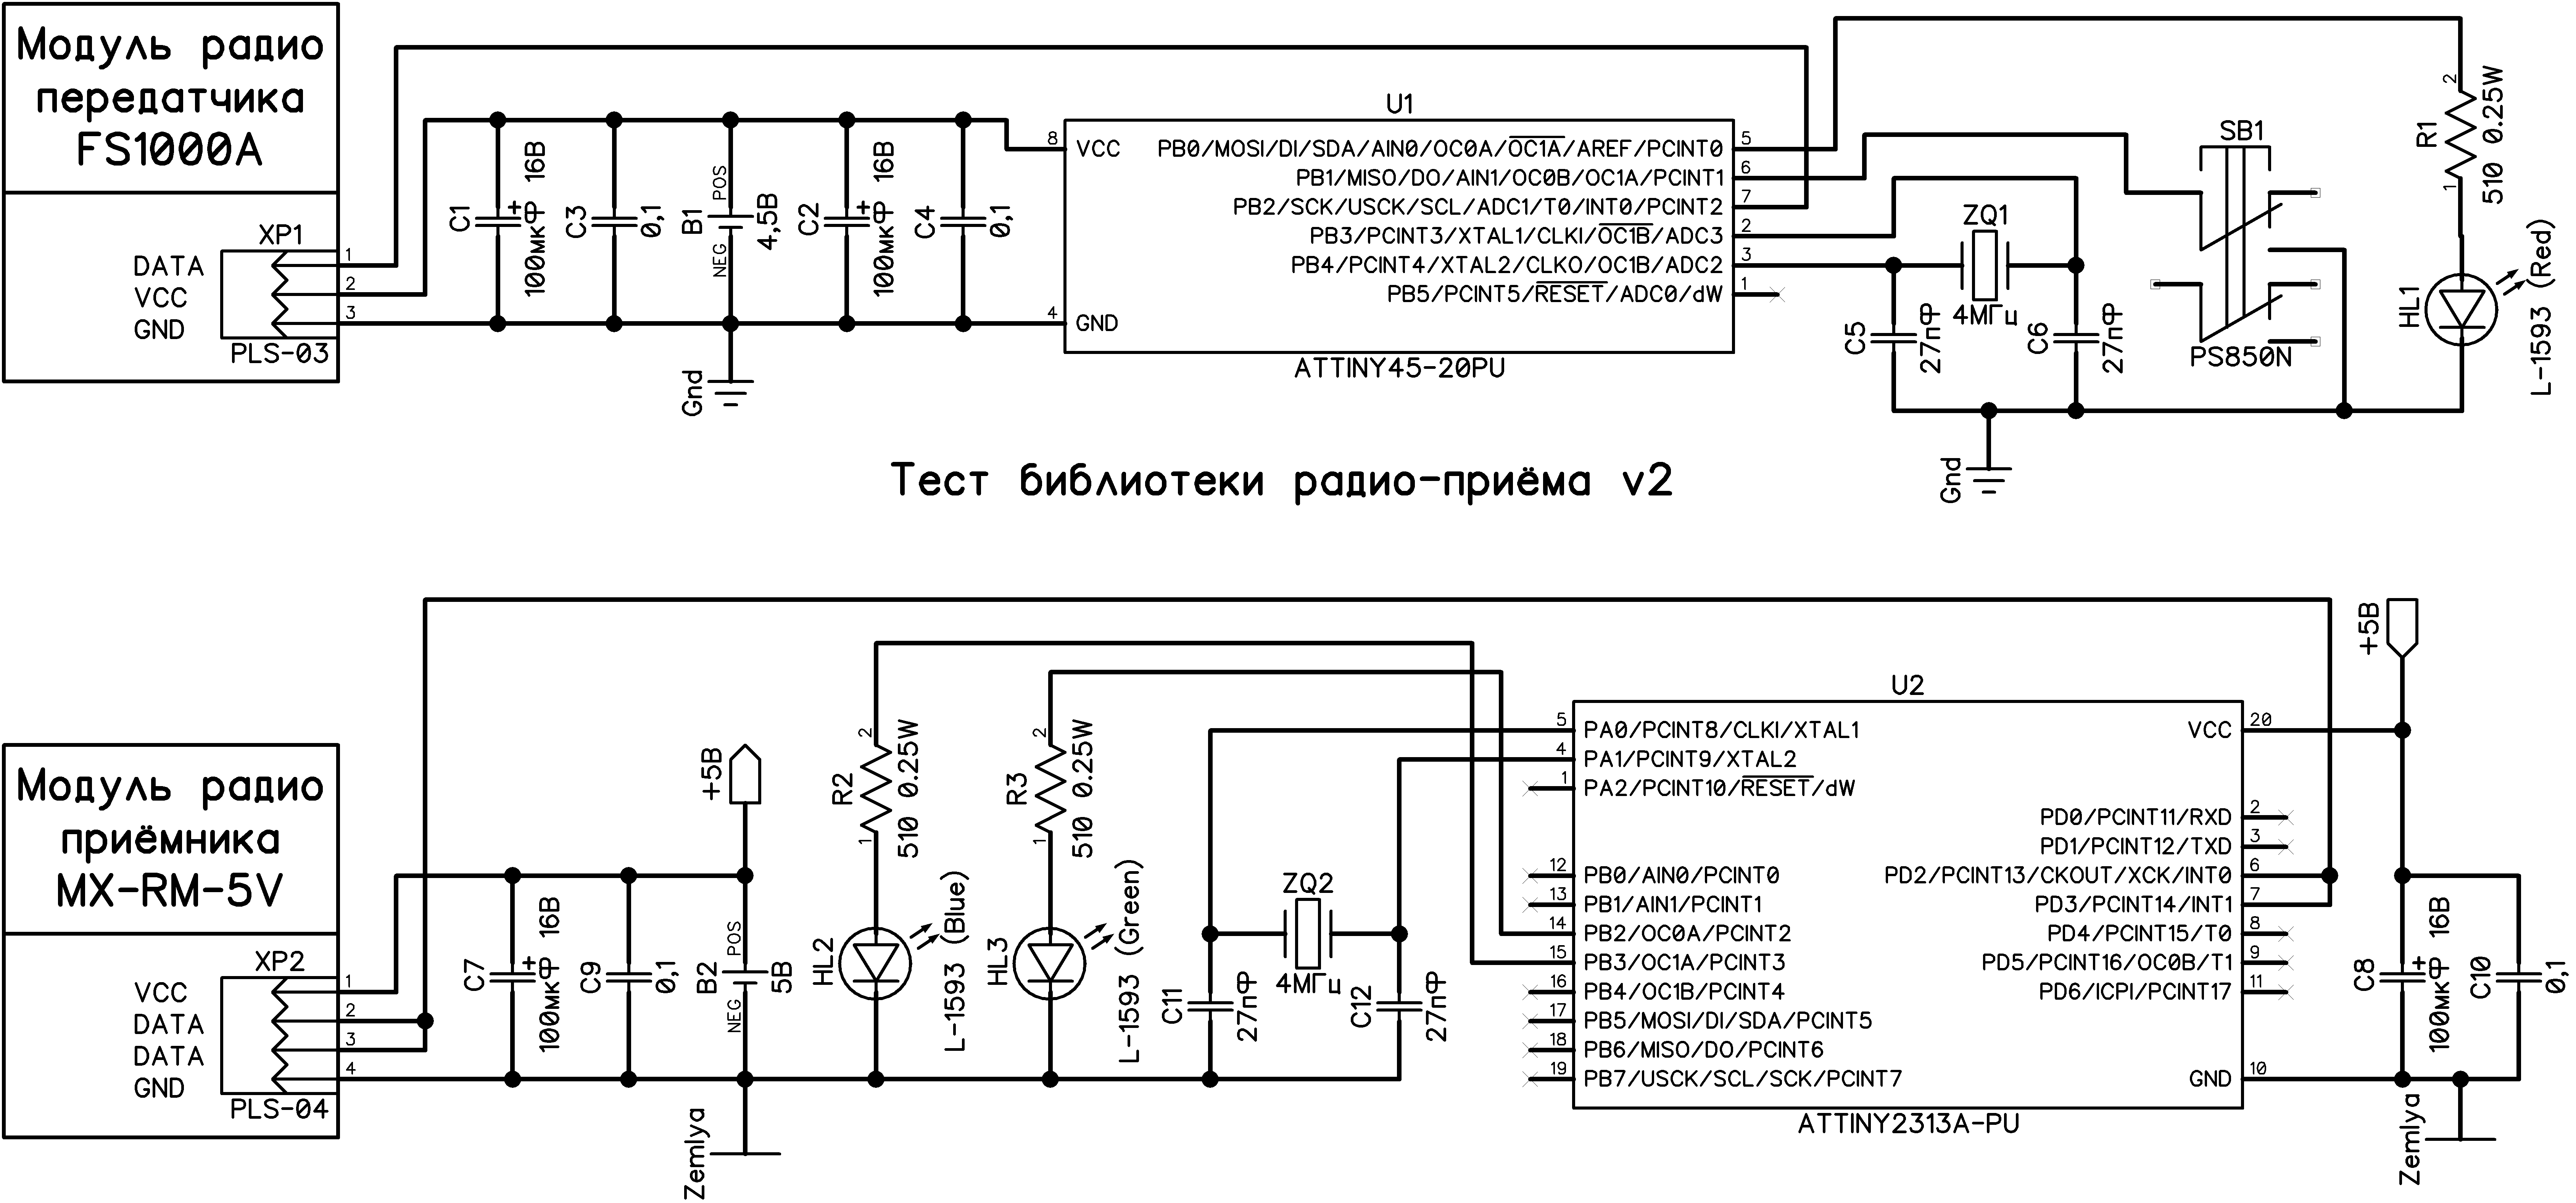 Модуль радио
передатчика
FS1000A
XP1
DATA 1
VCC 2
GND 3
PLS-03
C1
100мкФ 16В
C3
0,1
B1
POS
NEG
4,5В
C2
100мкФ 16В
C4
0,1
Gnd
U1
8 VCC
4 GND
PB0/MOSI/DI/SDA/AIN0/OC0A/OC1A/AREF/PCINT0 5
PB1/MISO/DO/AIN1/OC0B/OC1A/PCINT1 6
PB2/SCK/USCK/SCL/ADC1/T0/INT0/PCINT2 7
PB3/PCINT3/XTAL1/CLKI/OC1B/ADC3 2
PB4/PCINT4/XTAL2/CLKO/OC1B/ADC2 3
PB5/PCINT5/RESET/ADC0/dW 1
ATTINY45-20PU
ZQ1
4МГц
C5
27пФ
C6
27пФ
Gnd
SB1
PS850N
R1
2
1
510 0.25W
HL1
L-1593 (Red)
Тест библиотеки радио-приёма v2
Модуль радио
приёмника
MX-RM-5V
XP2
VCC 1
DATA 2
DATA 3
GND 4
PLS-04
C7
100мкФ 16В
C9
0,1
+5В
B2
POS
NEG
5В
Zemlya
R2
2
1
510 0.25W
HL2
L-1593 (Blue)
R3
2
1
510 0.25W
HL3
L-1593 (Green)
ZQ2
4МГц
C11
27пФ
C12
27пФ
U2
5 PA0/PCINT8/CLKI/XTAL1
4 PA1/PCINT9/XTAL2
1 PA2/PCINT10/RESET/dW
12 PB0/AIN0/PCINT0
13 PB1/AIN1/PCINT1
14 PB2/OC0A/PCINT2
15 PB3/OC1A/PCINT3
16 PB4/OC1B/PCINT4
17 PB5/MOSI/DI/SDA/PCINT5
18 PB6/MISO/DO/PCINT6
19 PB7/USCK/SCL/SCK/PCINT7
VCC 20
PD0/PCINT11/RXD 2
PD1/PCINT12/TXD 3
PD2/PCINT13/CKOUT/XCK/INT0 6
PD3/PCINT14/INT1 7
PD4/PCINT15/T0 8
PD5/PCINT16/OC0B/T1 9
PD6/ICPI/PCINT17 11
GND 10
ATTINY2313A-PU
+5В
C8
100мкФ 16В
C10
0,1
Zemlya